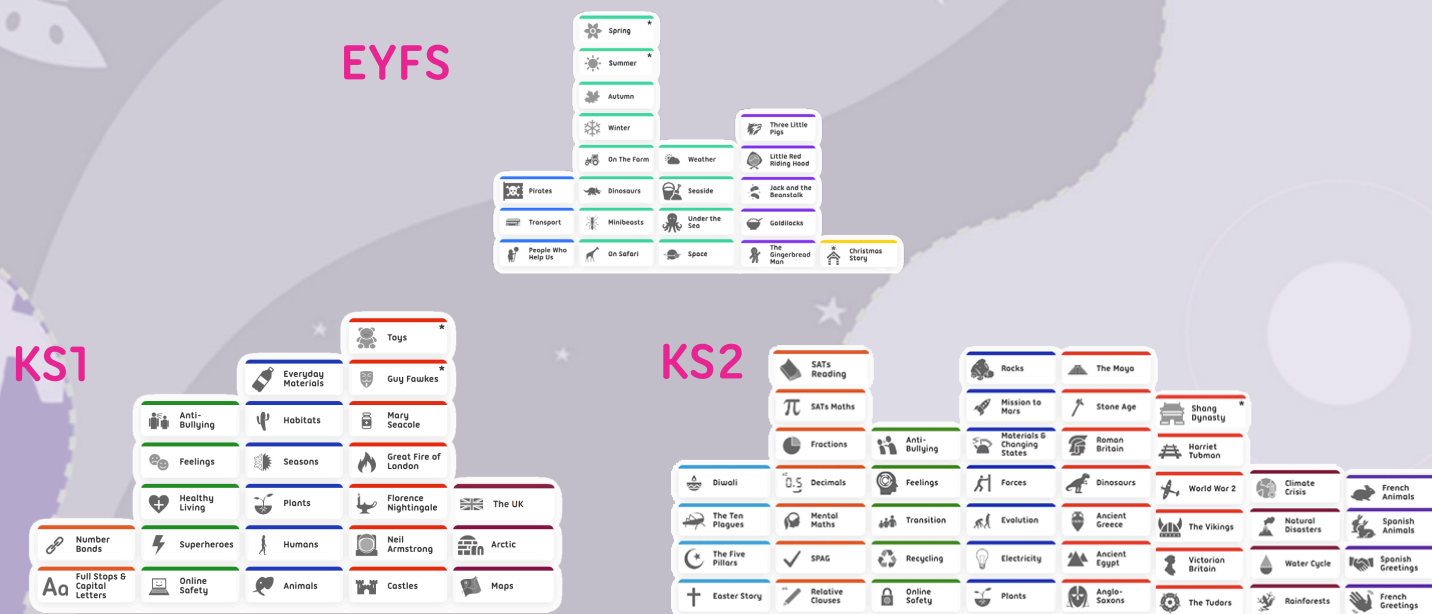 EYFS
Spring *
Summer *
Autumn
Winter
Three Little
Pigs
On The Farm
Weather
Little Red
Riding Hood
Pirates
Dinosaurs
Seaside
Jack and the
Beanstalk
Transport
Minibeasts
Under the
Sea
Goldilocks
People Who
Help Us
On Safari
Space
The
Gingerbread
Man
Christmas
Story
KS1
Toys *
Everyday
Materials
Guy Fawkes *
Anti-
Bullying
Habitats
Mary
Seacole
Feelings
Seasons
Great Fire of
London
Healthy
Living
Plants
Florence
Nightingale
The UK
Number
Bonds
Superheroes
Humans
Neil
Armstrong
Arctic
Aa
Full Stops &
Capital
Letters
Online
Safety
Animals
Castles
Maps
KS2
SATs
Reading
Rocks
The Maya
π
SATs Maths
Mission to
Mars
Stone Age
Shang
Dynasty *
Fractions
Anti-
Bullying
Materials &
Changing
States
Roman
Britain
Harriet
Tubman
Diwali
0.5
Decimals
Feelings
Forces
Dinosaurs
World War 2
Climate
Crisis
French
Animals
The Ten
Plagues
Mental
Maths
Transition
Evolution
Ancient
Greece
The Vikings
Natural
Disasters
Spanish
Animals
The Five
Pillars
SPAG
Recycling
Electricity
Ancient
Egypt
Victorian
Britain
Water Cycle
Spanish
Greetings
Easter Story
Relative
Clauses
Online
Safety
Plants
Anglo-
Saxons
The Tudors
Rainforests
French
Greetings